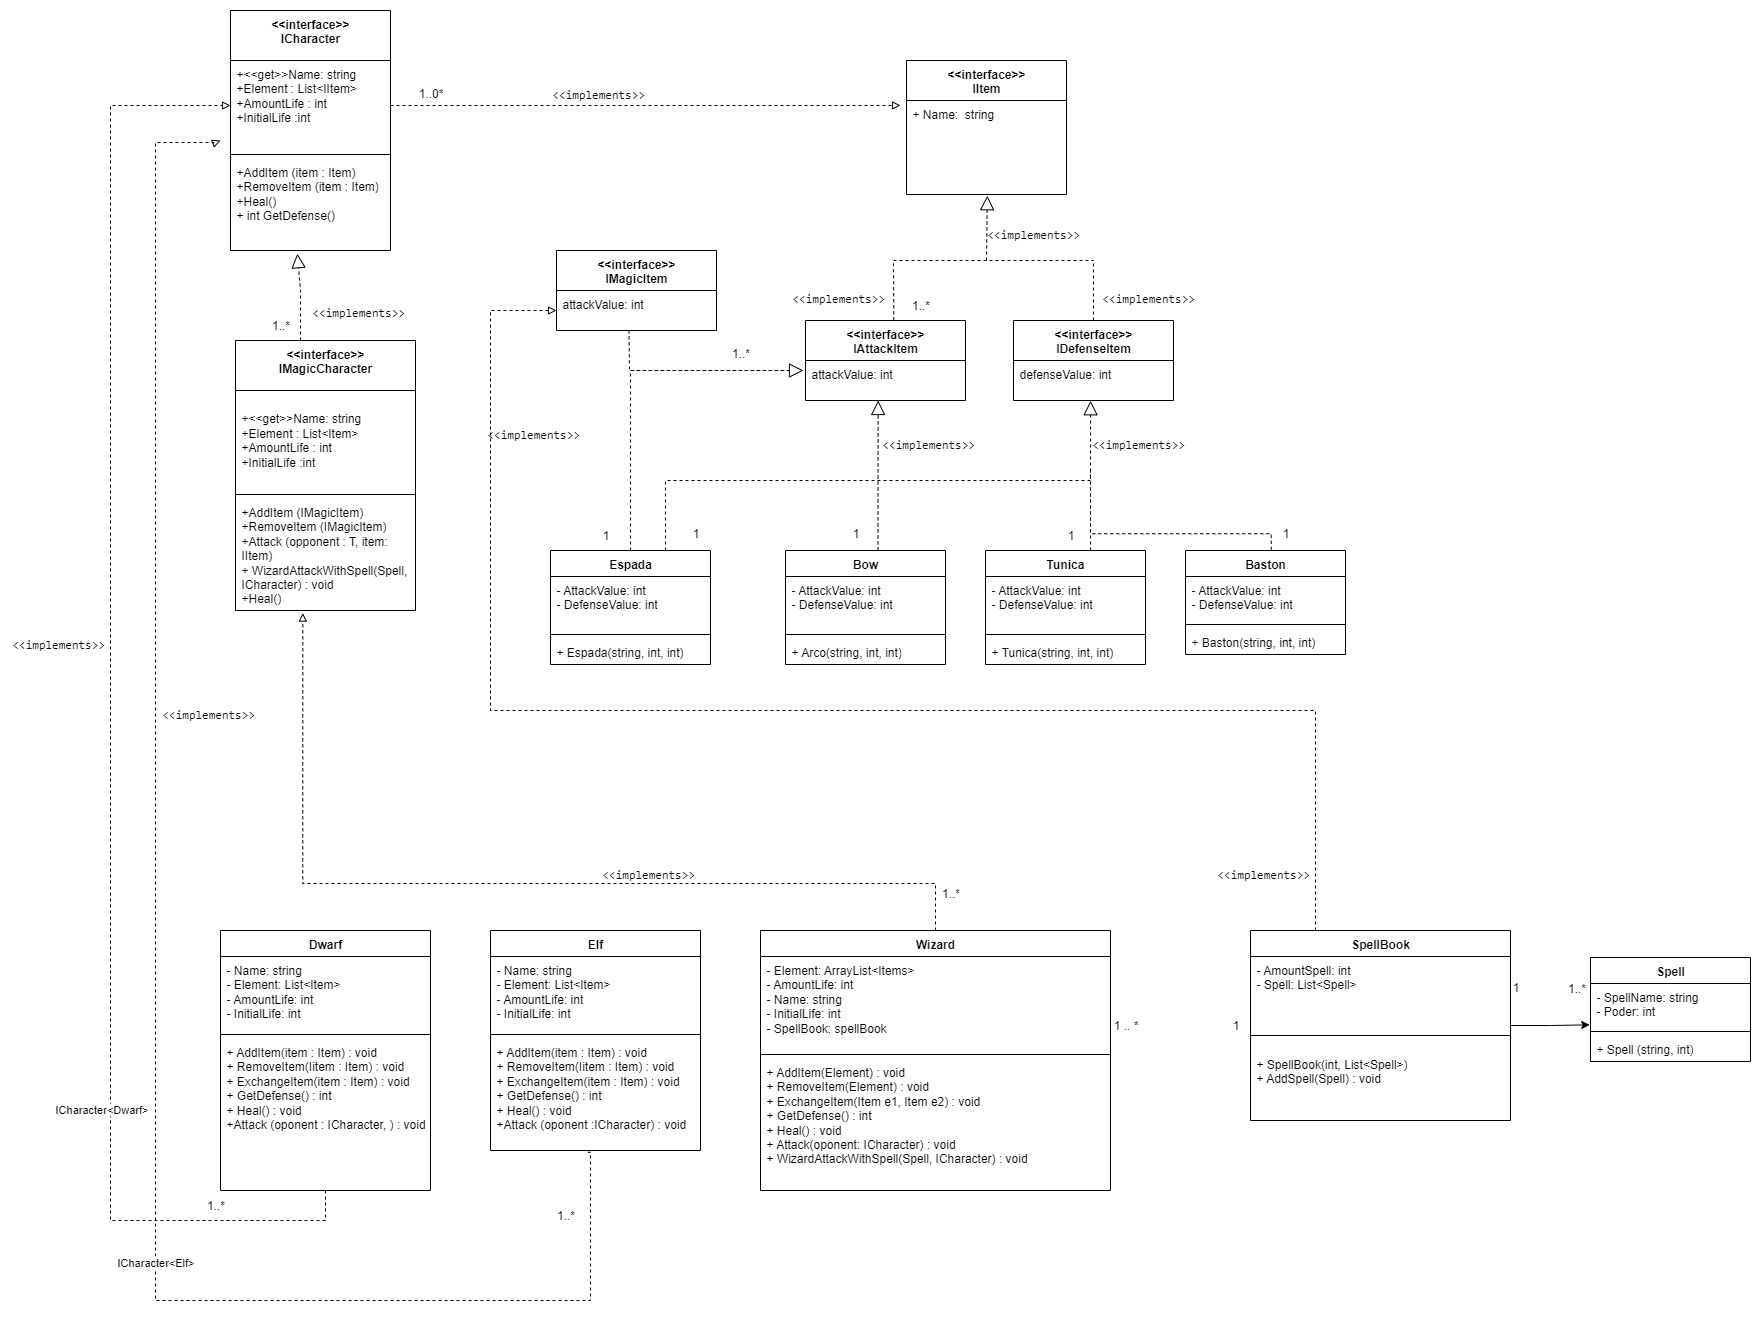 <<interface>>
ICharacter
+<<get>>Name: string
+Element : List<IItem>
+AmountLife : int
+InitialLife :int
+AddItem (item : Item)
+RemoveItem (item : Item)
+Heal()
+ int GetDefense()
1..0*
<<implements>>
<<interface>>
IItem
+ Name:  string
<<implements>>
<<interface>>
IMagicItem
attackValue: int
<<implements>>
1..*
<<implements>>
<<implements>>
1..*
<<interface>>
IMagicCharacter
+<<get>>Name: string
+Element : List<Item>
+AmountLife : int
+InitialLife :int
+AddItem (IMagicItem)
+RemoveItem (IMagicItem)
+Attack (opponent : T, item:
IItem)
+ WizardAttackWithSpell(Spell,
ICharacter) : void
+Heal()
1..*
<<interface>>
IAttackItem
attackValue: int
<<interface>>
IDefenseItem
defenseValue: int
<<implements>>
<<implements>>
<<implements>>
1
1
1
1
1
Espada
- AttackValue: int
- DefenseValue: int
+ Espada(string, int, int)
Bow
- AttackValue: int
- DefenseValue: int
+ Arco(string, int, int)
Tunica
- AttackValue: int
- DefenseValue: int
+ Tunica(string, int, int)
Baston
- AttackValue: int
- DefenseValue: int
+ Baston(string, int, int)
<<implements>>
<<implements>>
<<implements>>
<<implements>>
1..*
Dwarf
- Name: string
- Element: List<Item>
- AmountLife: int
- InitialLife: int
+ AddItem(item : Item) : void
+ RemoveItem(Iitem : Item) : void
+ ExchangeItem(item : Item) : void
+ GetDefense() : int
+ Heal() : void
+Attack (oponent : ICharacter, ) : void
Elf
- Name: string
- Element: List<Item>
- AmountLife: int
- InitialLife: int
+ AddItem(item : Item) : void
+ RemoveItem(Iitem : Item) : void
+ ExchangeItem(item : Item) : void
+ GetDefense() : int
+ Heal() : void
+Attack (oponent :ICharacter) : void
Wizard
- Element: ArrayList<Items>
- AmountLife: int
- Name: string
- InitialLife: int
- SpellBook: spellBook
+ AddItem(Element) : void
+ RemoveItem(Element) : void
+ ExchangeItem(Item e1, Item e2) : void
+ GetDefense() : int
+ Heal() : void
+ Attack(oponent: ICharacter) : void
+ WizardAttackWithSpell(Spell, ICharacter) : void
1 .. *
1
SpellBook
- AmountSpell: int
- Spell: List<Spell>
+ SpellBook(int, List<Spell>)
+ AddSpell(Spell) : void
1
1..*
Spell
- SpellName: string
- Poder: int
+ Spell (string, int)
ICharacter<Dwarf>
1..*
1..*
ICharacter<Elf>